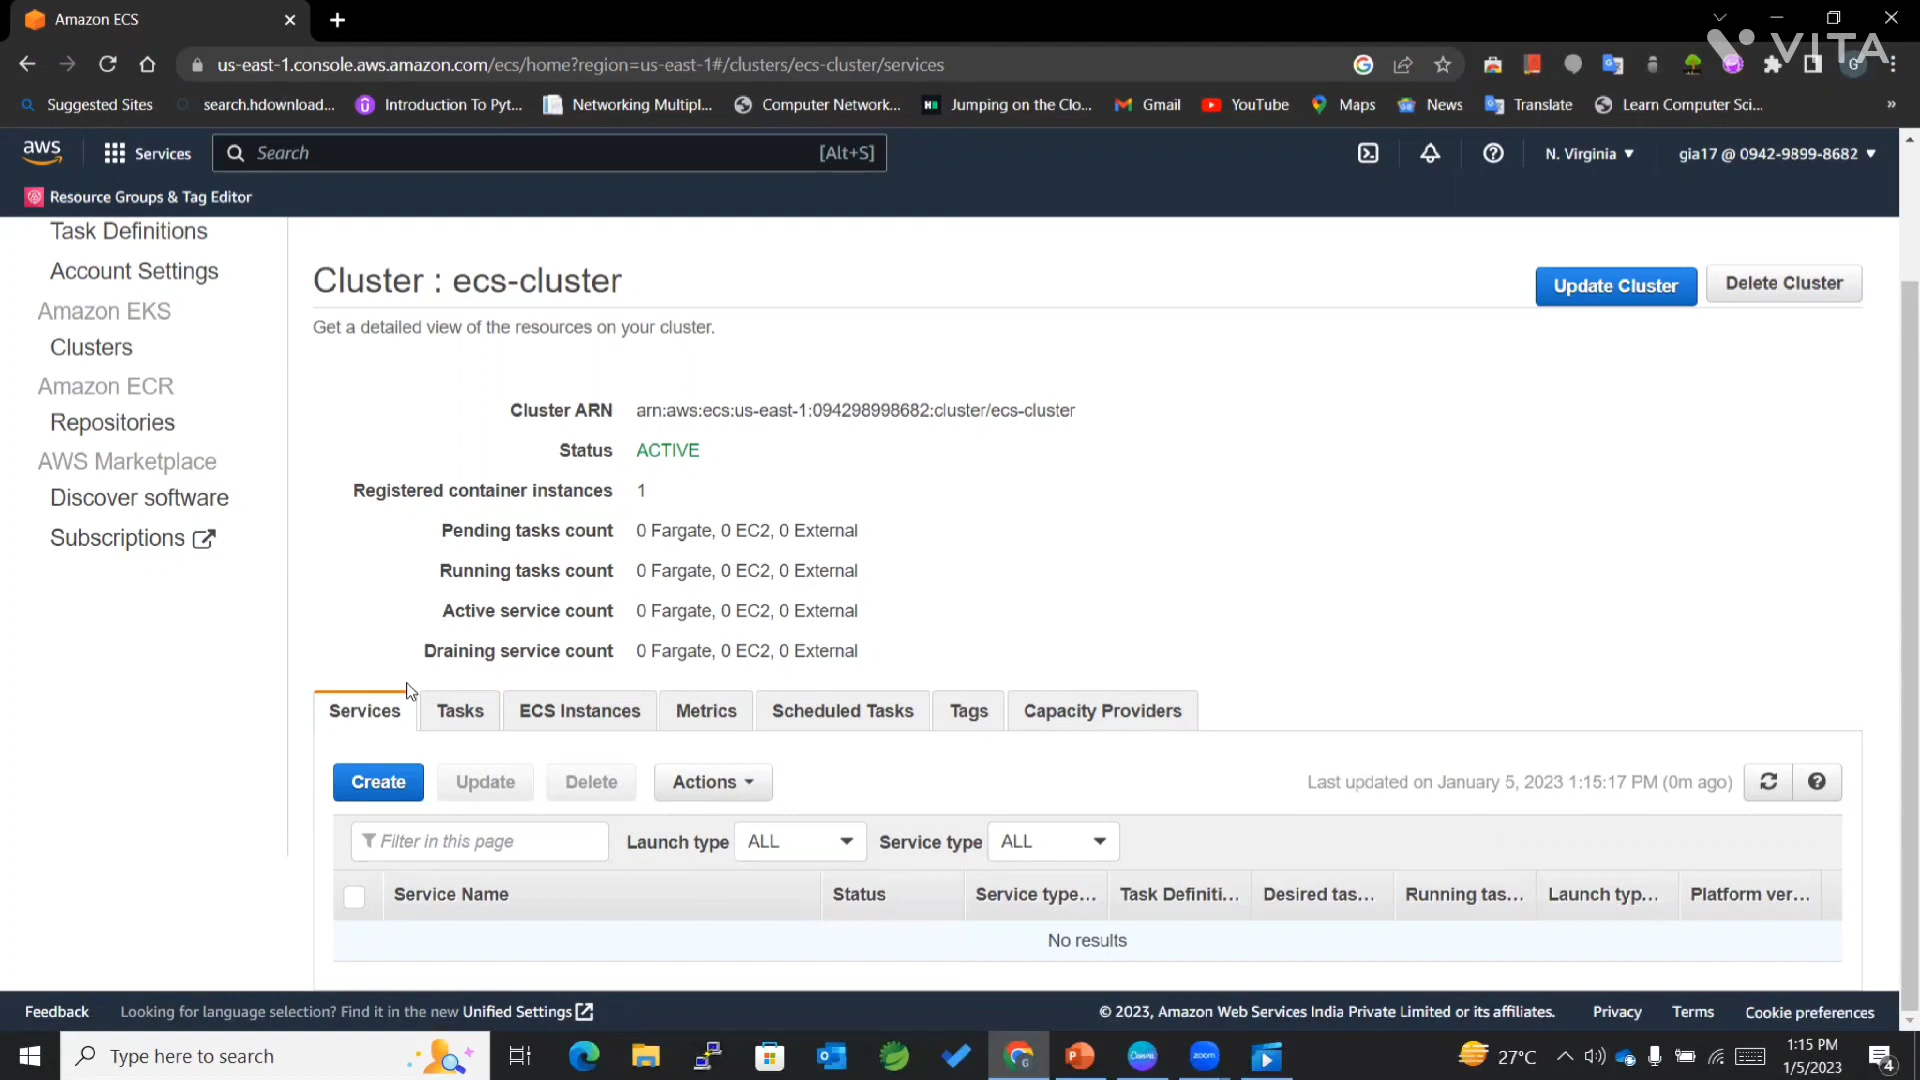 Amazon ECS
VITA
us-east-1.console.aws.amazon.com/ecs/home?region=us-east-1#/clusters/ecs-cluster/services
G
Suggested Sites search.hdownload... Introduction To Pyt... Networking Multipl... Computer Network... Jumping on the Clo... Gmail YouTube Maps News Translate Learn Computer Sci... »
aws Services Search [Alt+S] N. Virginia gia17 @ 0942-9899-8682
Resource Groups & Tag Editor
Task Definitions
Account Settings
Amazon EKS
Clusters
Amazon ECR
Repositories
AWS Marketplace
Discover software
Subscriptions
Cluster : ecs-cluster
Update Cluster Delete Cluster
Get a detailed view of the resources on your cluster.
Cluster ARN arn:aws:ecs:us-east-1:094298998682:cluster/ecs-cluster
Status ACTIVE
Registered container instances 1
Pending tasks count 0 Fargate, 0 EC2, 0 External
Running tasks count 0 Fargate, 0 EC2, 0 External
Active service count 0 Fargate, 0 EC2, 0 External
Draining service count 0 Fargate, 0 EC2, 0 External
Services Tasks ECS Instances Metrics Scheduled Tasks Tags Capacity Providers
Create Update Delete Actions Last updated on January 5, 2023 1:15:17 PM (0m ago)
Filter in this page Launch type ALL Service type ALL
Service Name Status Service type... Task Definiti... Desired tas... Running tas... Launch typ... Platform ver...
No results
Feedback Looking for language selection? Find it in the new Unified Settings © 2023, Amazon Web Services India Private Limited or its affiliates. Privacy Terms Cookie preferences
Type here to search Canva zoom 27°C 1:15 PM
1/5/2023 4